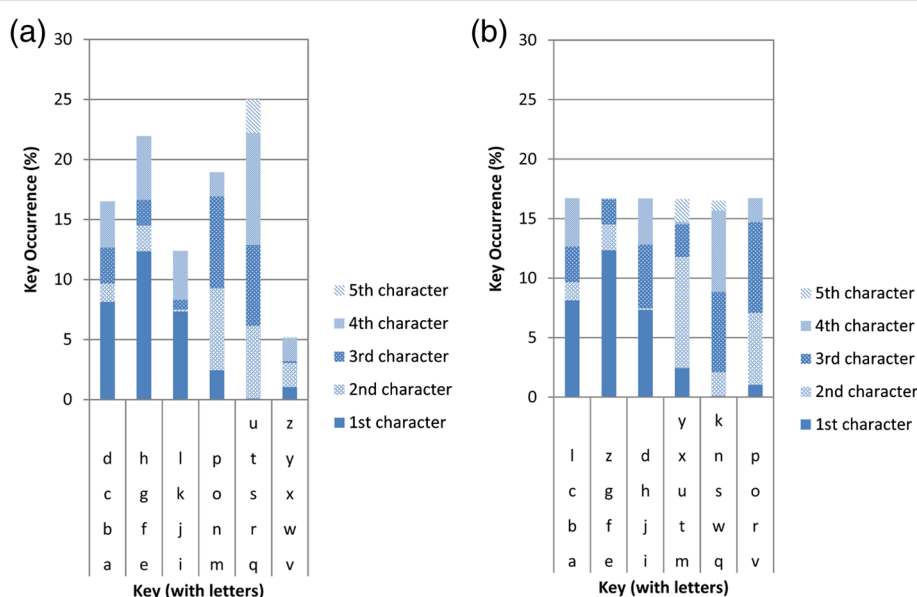 (a)
Key Occurrence (%)
30
25
20
15
10
5
0
u z
d h l p t y
c g k o s x
b f j n r w
a e i m q v
Key (with letters)
5th character
4th character
3rd character
2nd character
1st character
(b)
Key Occurrence (%)
30
25
20
15
10
5
0
y k
l z d x n p
c g h u s o
b f j t w r
a e i m q v
Key (with letters)
5th character
4th character
3rd character
2nd character
1st character